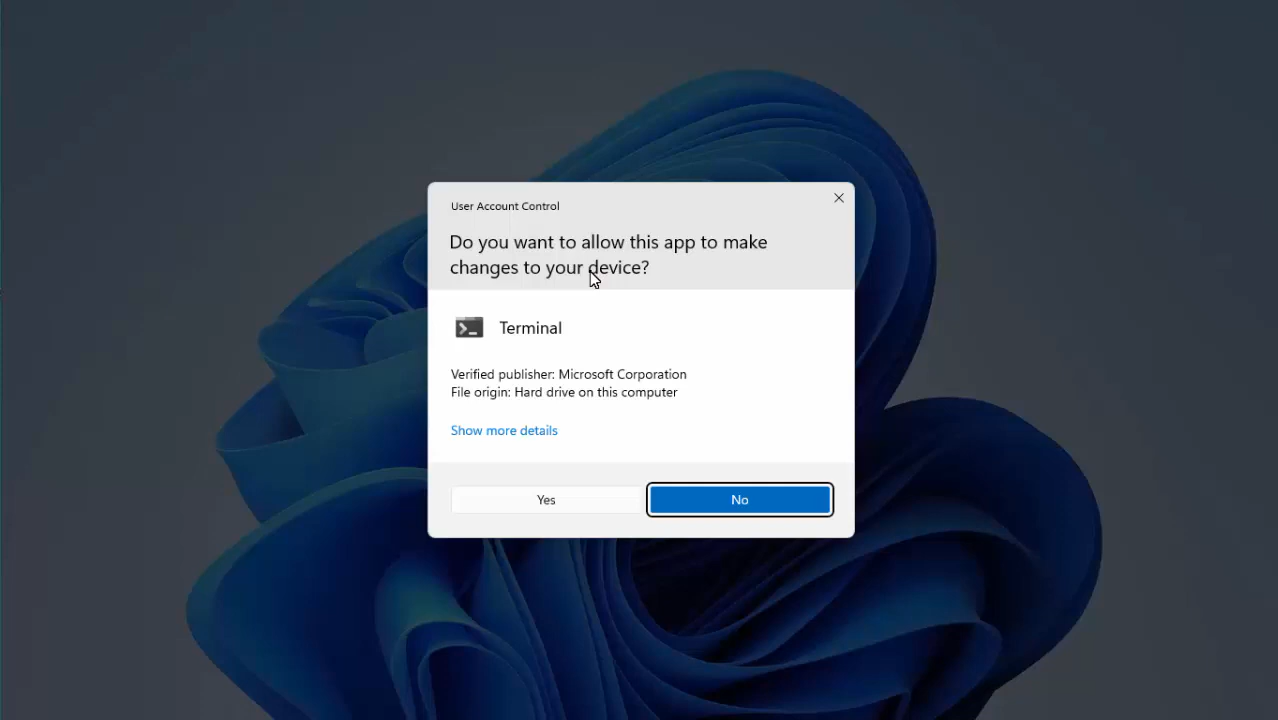 User Account Control
Do you want to allow this app to make
changes to your device?
Terminal
Verified publisher: Microsoft Corporation
File origin: Hard drive on this computer
Show more details
Yes
No